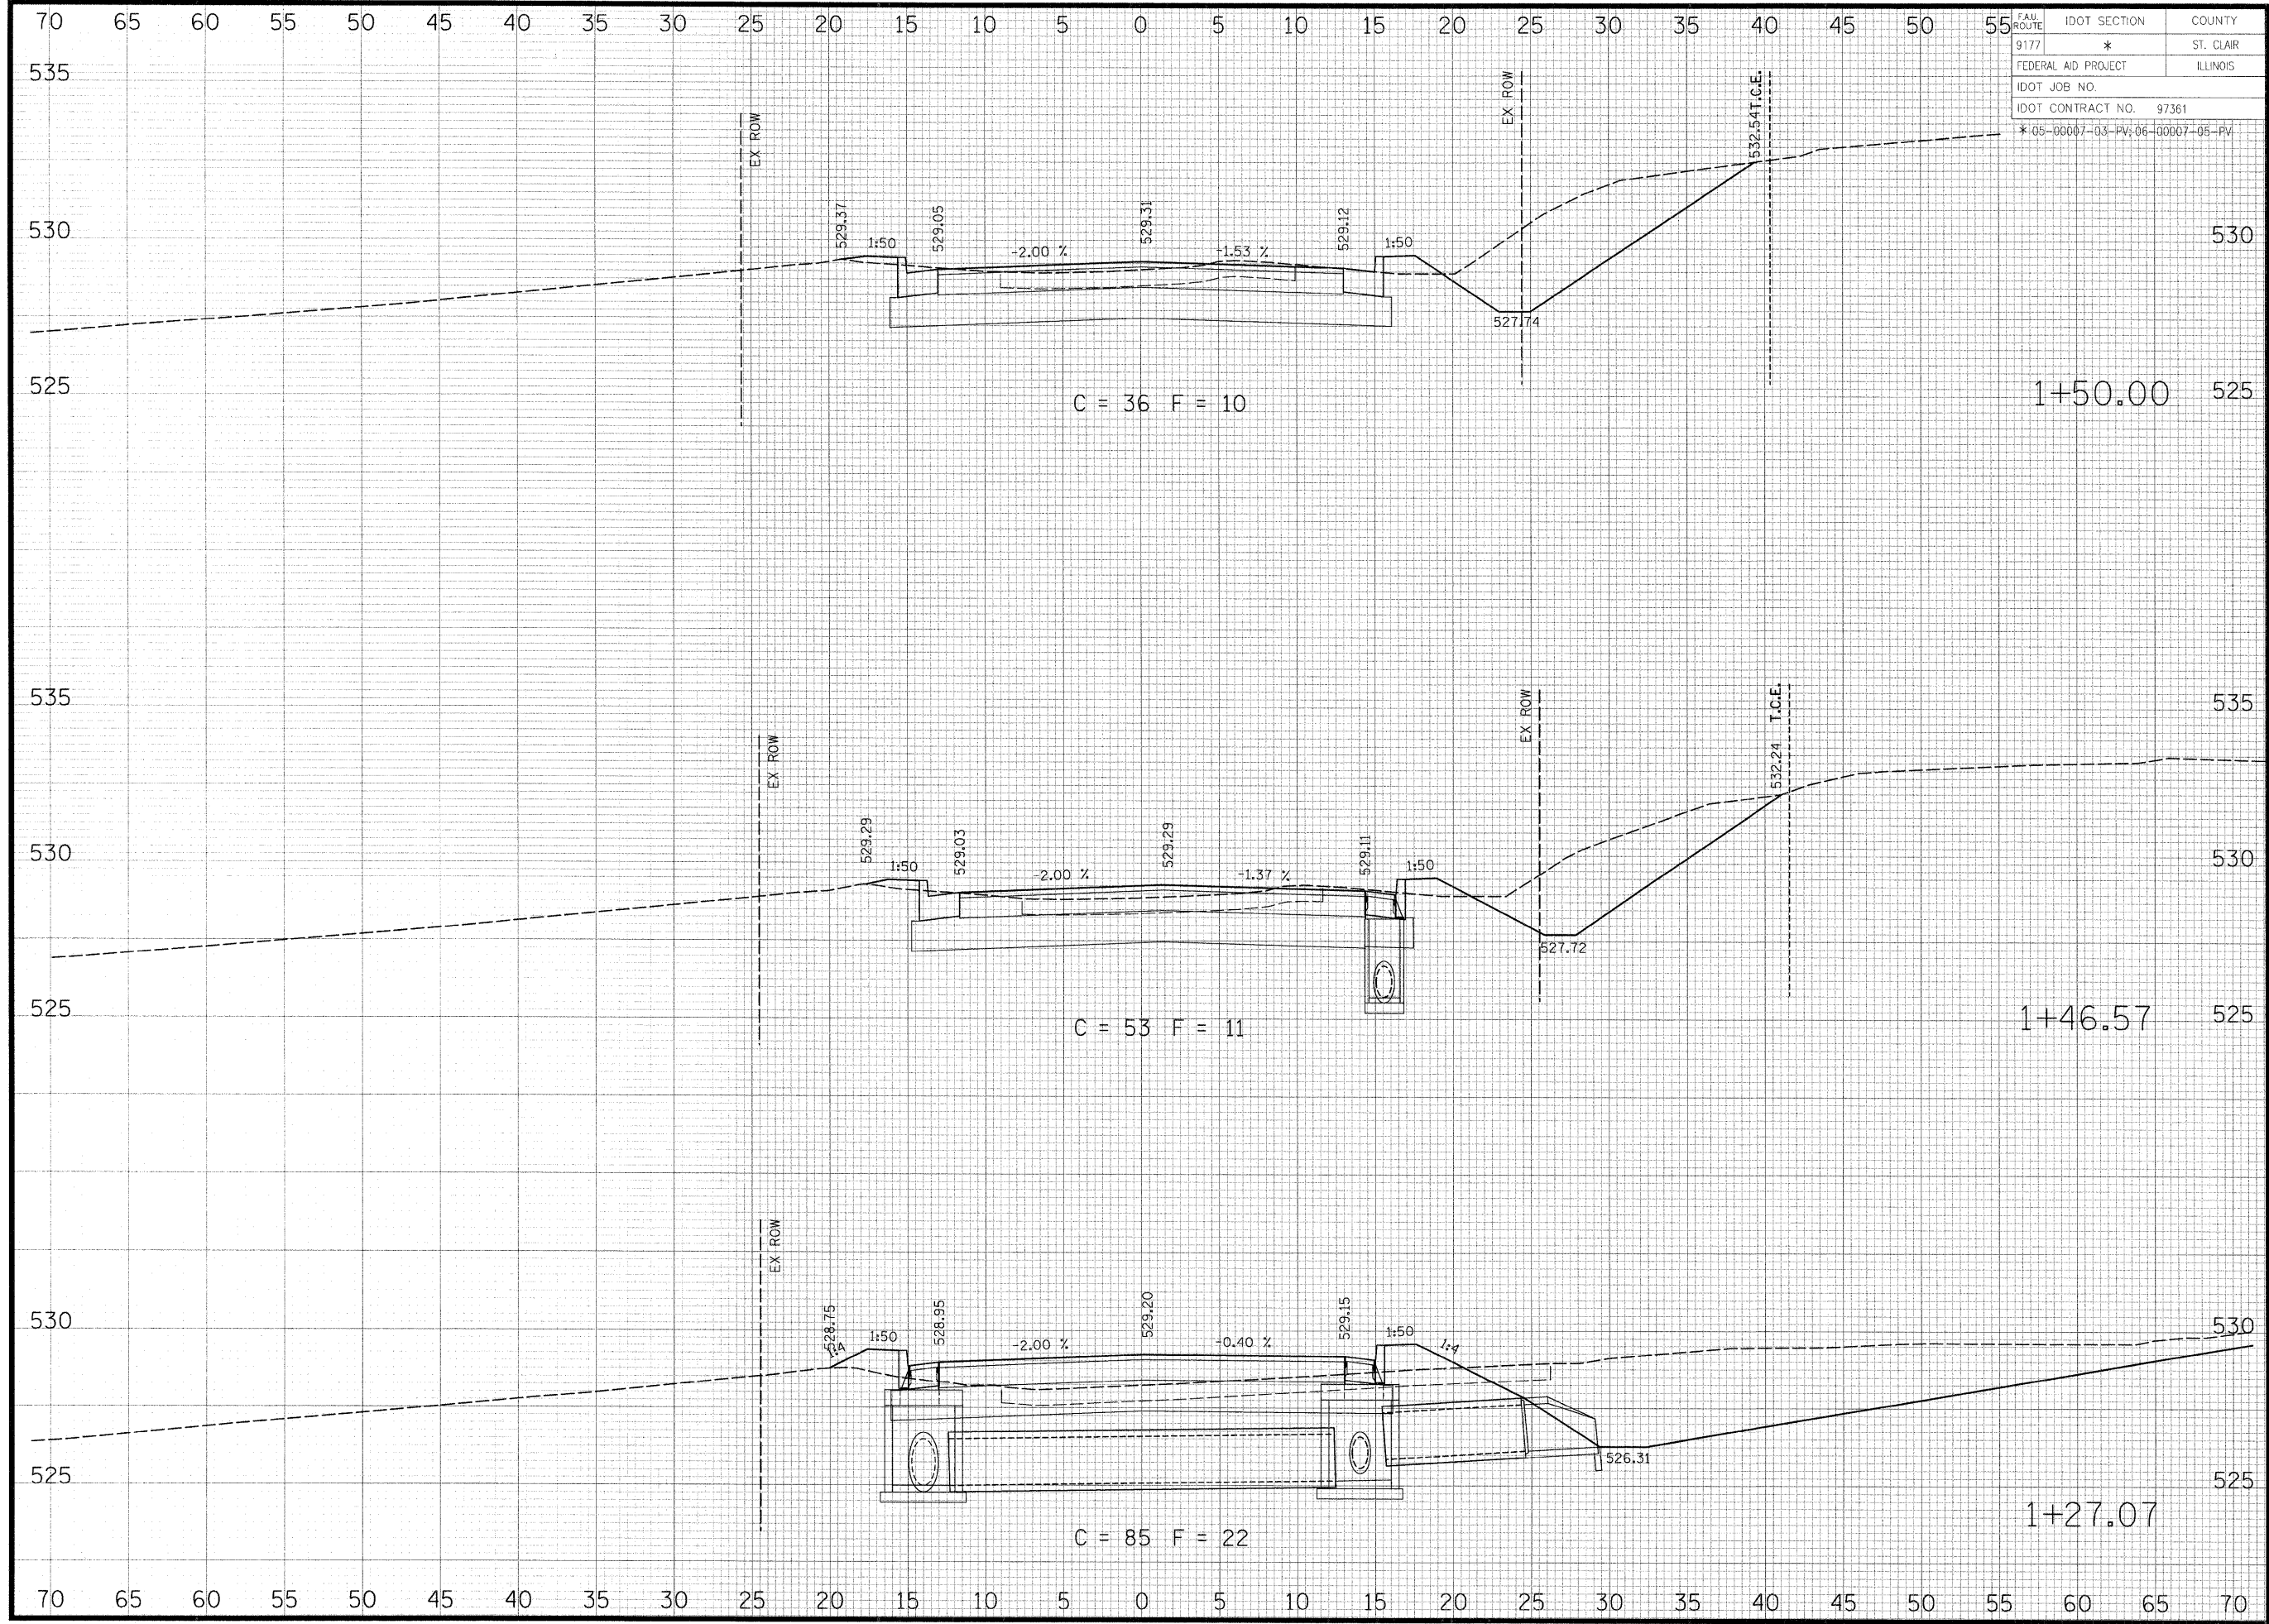 70 65 60 55 50 45 40 35 30 25 20 15 10 5 0 5 10 15 20 25 30 35 40 45 50 55
F.A.U. ROUTE IDOT SECTION COUNTY
9177 * ST. CLAIR
FEDERAL AID PROJECT ILLINOIS
IDOT JOB NO.
IDOT CONTRACT NO. 97361
* 05-00007-03-PV; 06-00007-05-PV
535
EX ROW
EX ROW
532.54 T.C.E.
530 530
529.37
1:50
529.05
-2.00 %
529.31
-1.53 %
529.12
1:50
527.74
525 525
C = 36 F = 10
1+50.00
535 535
EX ROW
EX ROW
532.24 T.C.E.
530 530
529.29
1:50
529.03
-2.00 %
529.29
-1.37 %
529.11
1:50
527.72
525 525
C = 53 F = 11
1+46.57
EX ROW
530 530
528.75
1:4
1:50
528.95
-2.00 %
529.20
-0.40 %
529.15
1:50
1:4
526.31
525 525
C = 85 F = 22
1+27.07
70 65 60 55 50 45 40 35 30 25 20 15 10 5 0 5 10 15 20 25 30 35 40 45 50 55 60 65 70